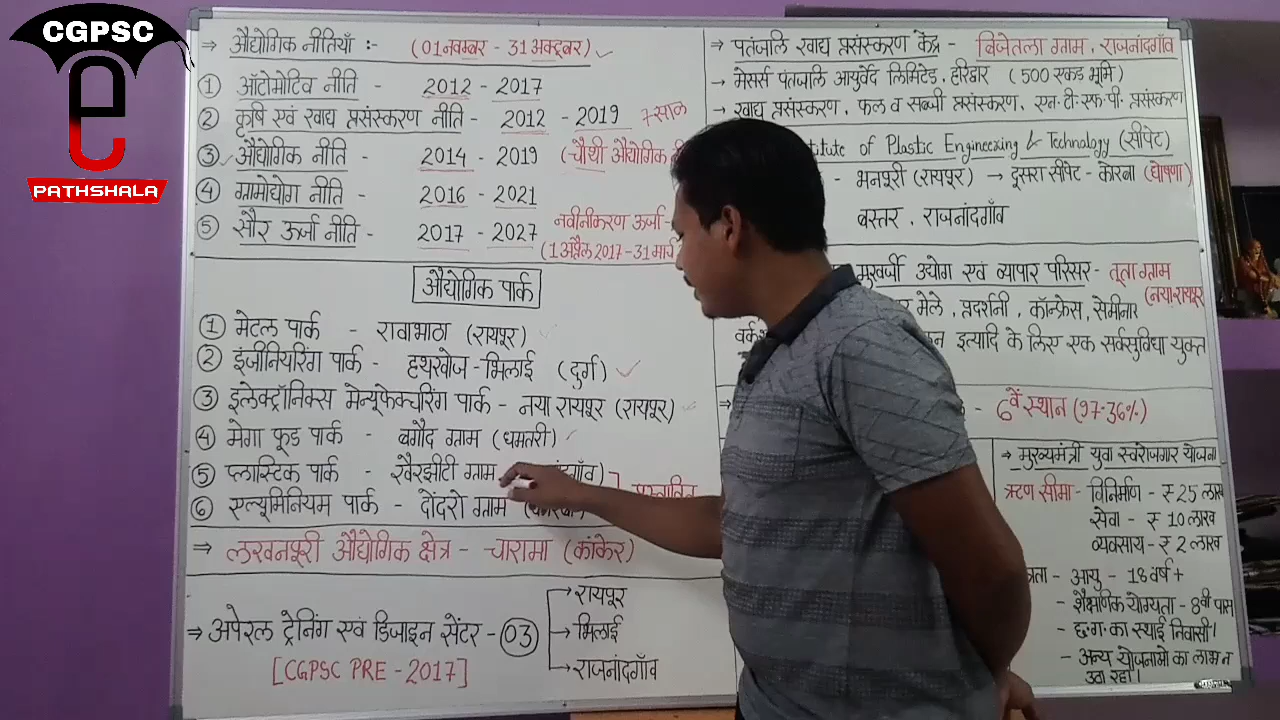 CGPSC
e
PATHSHALA
⇒ औद्योगिक नीतियाँ :- (01 नवम्बर - 31 अक्टूबर)
① ऑटोमोटिव नीति - 2012 - 2017
② कृषि एवं खाद्य प्रसंस्करण नीति - 2012 - 2019 7 साल
③ औद्योगिक नीति - 2014 - 2019 (चौथी औद्योगिक
④ ग्रामोद्योग नीति - 2016 - 2021
⑤ सौर ऊर्जा नीति - 2017 - 2027 नवीनीकरण ऊर्जा -
(1 अप्रैल 2017 - 31 मार्च
औद्योगिक पार्क
① मेटल पार्क - रावाभाठा (रायपूर)
② इंजीनियरिंग पार्क - हथखोज - भिलाई (दुर्ग)
③ इलेक्ट्रॉनिक्स मेन्यूफेक्चरिंग पार्क - नया रायपूर (रायपूर)
④ मेगा फूड पार्क - बगौद ग्राम (धमतरी)
⑤ प्लास्टिक पार्क - खैरझीटी ग्राम
⑥ एल्यूमिनियम पार्क - दोंदरो ग्राम
⇒ लखनपूरी औद्योगिक क्षेत्र - चारामा (कांकेर)
⇒ अपेरल ट्रेनिंग एवं डिजाइन सेंटर - 03
→ रायपूर
→ भिलाई
→ राजनांदगाँव
[CGPSC PRE - 2017]
⇒ पतंजलि खाद्य प्रसंस्करण केंद्र - विजेतला ग्राम, राजनांदगाँव
→ मेसर्स पंतजलि आयुर्वेद लिमिटेड, हरिद्वार (500 एकड भूमि)
→ खाद्य प्रसंस्करण, फल व सब्जी प्रसंस्करण, एन.टी.एफ.पी. प्रसंस्करण
of Plastic Engineering & Technology (सीपेट)
- भनपूरी (रायपूर) → दूसरा सीपेट - कोरबा (घोषणा)
बस्तर, राजनांदगाँव
मुखर्जी उद्योग एवं व्यापार परिसर - तूता ग्राम
(नया रायपूर
मेले, प्रदर्शनी, कॉन्फ्रेस, सेमीनार
इत्यादि के लिए एक सर्वसुविधा युक्त
- 6वें स्थान (97.36%)
→ मुख्यमंत्री युवा स्वरोजगार योजना
ऋण सीमा - विनिर्माण - ₹ 25 लाख
सेवा - ₹ 10 लाख
व्यवसाय - ₹ 2 लाख
- आयु - 18 वर्ष +
- शैक्षणिक योग्यता - 8वी पास
- छ.ग. का स्थाई निवासी।
- अन्य योजनाओ का लाभ न
उठा रहा।